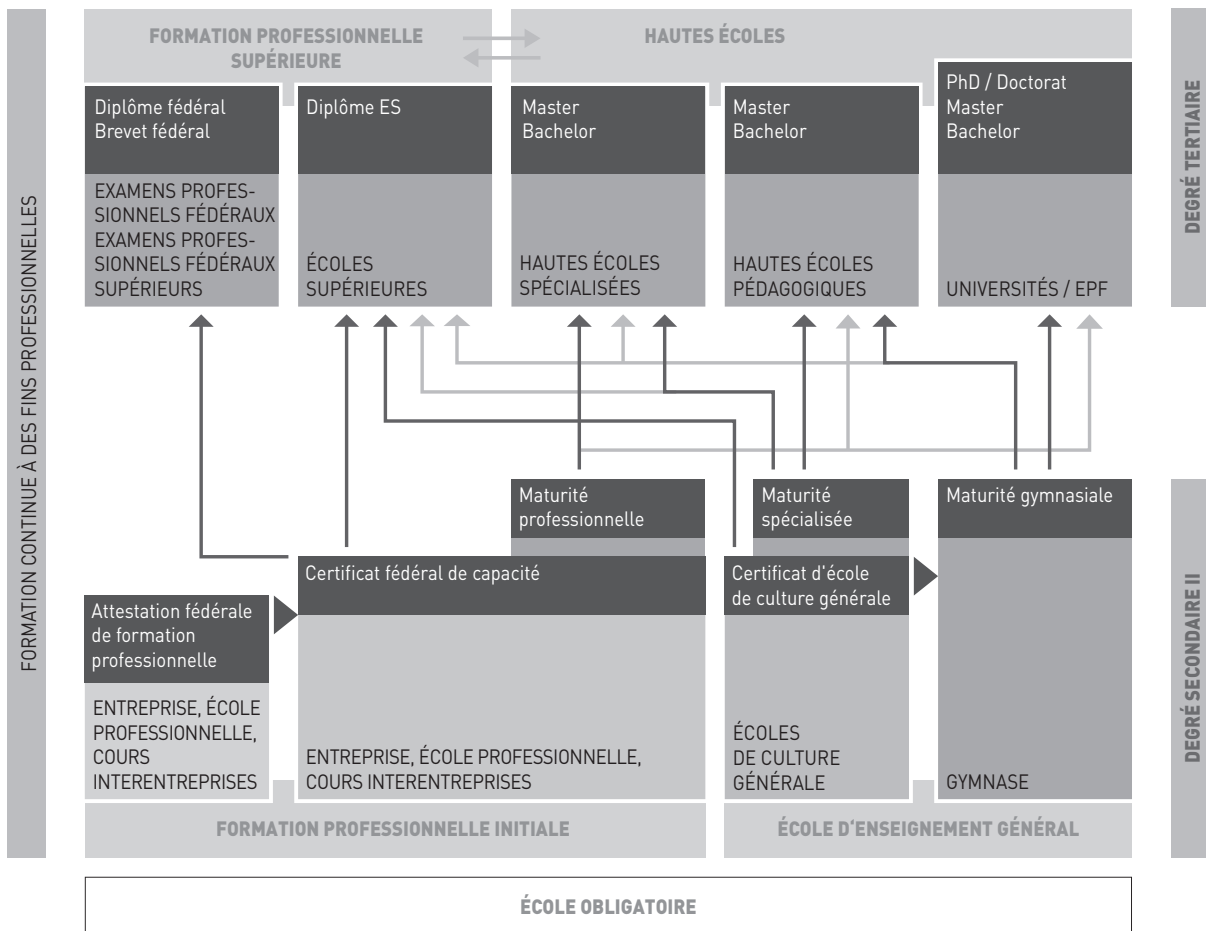 FORMATION PROFESSIONNELLE
SUPÉRIEURE
HAUTES ÉCOLES
Diplôme fédéral
Brevet fédéral
EXAMENS PROFES-
SIONNELS FÉDÉRAUX
EXAMENS PROFES-
SIONNELS FÉDÉRAUX
SUPÉRIEURS
Diplôme ES
ÉCOLES
SUPÉRIEURES
Master
Bachelor
HAUTES ÉCOLES
SPÉCIALISÉES
Master
Bachelor
HAUTES ÉCOLES
PÉDAGOGIQUES
PhD / Doctorat
Master
Bachelor
UNIVERSITÉS / EPF
DEGRÉ TERTIAIRE
FORMATION CONTINUE À DES FINS PROFESSIONNELLES
Maturité
professionnelle
Maturité
spécialisée
Maturité gymnasiale
Certificat fédéral de capacité
Certificat d'école
de culture générale
Attestation fédérale
de formation
professionnelle
ENTREPRISE, ÉCOLE
PROFESSIONNELLE,
COURS
INTERENTREPRISES
ENTREPRISE, ÉCOLE PROFESSIONNELLE,
COURS INTERENTREPRISES
ÉCOLES
DE CULTURE
GÉNÉRALE
GYMNASE
DEGRÉ SECONDAIRE II
FORMATION PROFESSIONNELLE INITIALE
ÉCOLE D‘ENSEIGNEMENT GÉNÉRAL
ÉCOLE OBLIGATOIRE